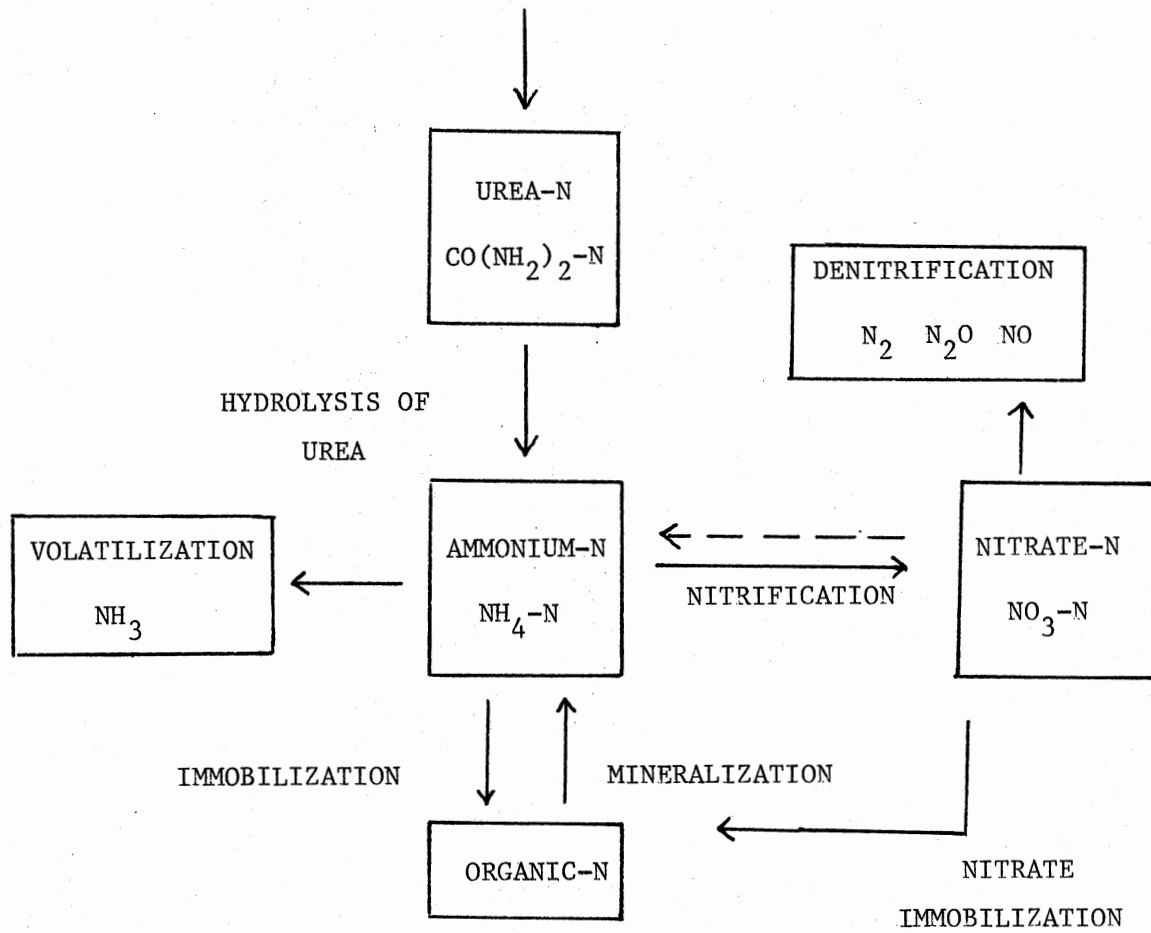 UREA-N
CO(NH₂)₂-N
DENITRIFICATION
N₂ N₂O NO
HYDROLYSIS OF
UREA
VOLATILIZATION
NH₃
AMMONIUM-N
NH₄-N
NITRIFICATION
NITRATE-N
NO₃-N
IMMOBILIZATION
MINERALIZATION
ORGANIC-N
NITRATE
IMMOBILIZATION